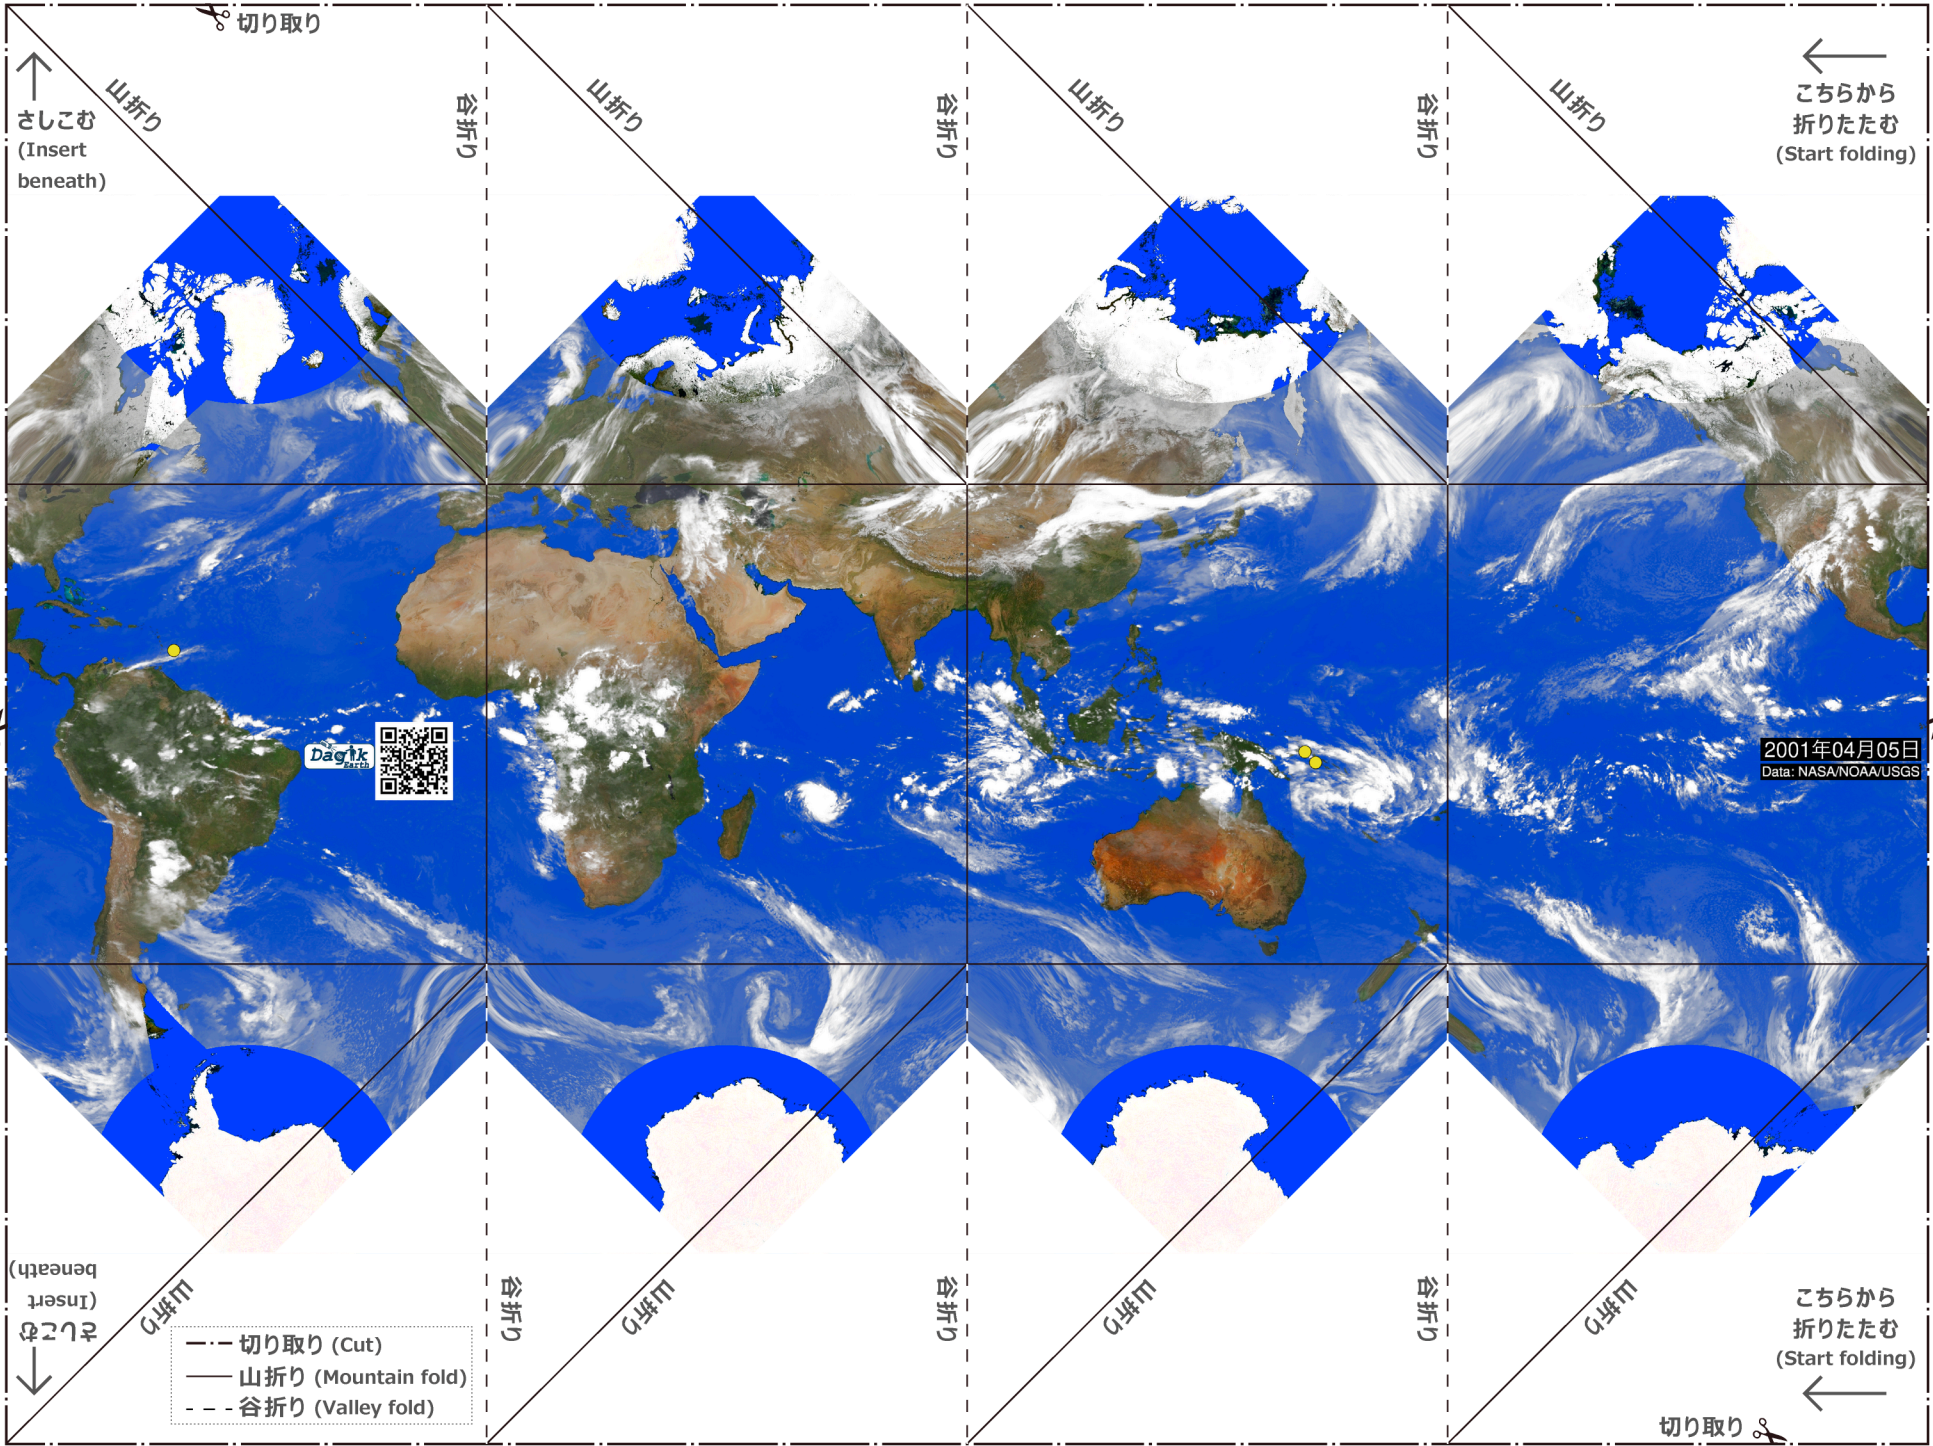 切り取り
山折り
谷折り
山折り
谷折り
山折り
谷折り
山折り
さしこむ
(Insert
beneath)
こちらから
折りたたむ
(Start folding)
Dagik
Earth
2001年04月05日
Data: NASA/NOAA/USGS
さしこむ
(Insert
beneath)
山折り
谷折り
山折り
谷折り
山折り
谷折り
山折り
こちらから
折りたたむ
(Start folding)
切り取り (Cut)
山折り (Mountain fold)
谷折り (Valley fold)
切り取り